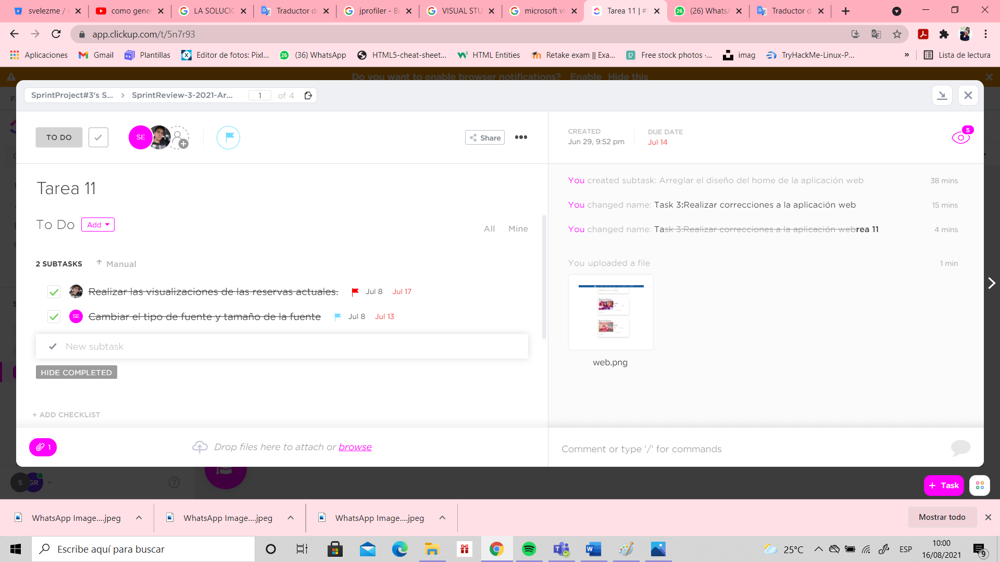 svelezme / e
como gener
LA SOLUCIO
Traductor de
jprofiler - Bu
VISUAL STU
microsoft vi
Tarea 11 | #
(26) WhatsA
Traductor d
app.clickup.com/t/5n7r93
Aplicaciones
Gmail
Plantillas
Editor de fotos: Pixl...
(36) WhatsApp
HTML5-cheat-sheet...
HTML Entities
Retake exam || Exa...
Free stock photos ·...
imag
TryHackMe-Linux-P...
»
Lista de lectura
Do you want to enable browser notifications? Enable Hide this
SprintProject#3's S... > SprintReview-3-2021-Ar... 1 of 4
TO DO
SE
Share
CREATED
Jun 29, 9:52 pm
DUE DATE
Jul 14
5
Tarea 11
To Do
Add
All Mine
2 SUBTASKS
Manual
Realizar las visualizaciones de las reservas actuales. Jul 8 Jul 17
SE Cambiar el tipo de fuente y tamaño de la fuente Jul 8 Jul 13
New subtask
HIDE COMPLETED
+ ADD CHECKLIST
1
Drop files here to attach or browse
You created subtask: Arreglar el diseño del home de la aplicación web 38 mins
You changed name: Task 3:Realizar correcciones a la aplicación web 15 mins
You changed name: Task 3:Realizar correcciones a la aplicación webrea 11 4 mins
You uploaded a file 1 min
web.png
Comment or type '/' for commands
S GR
+ Task
WhatsApp Image....jpeg
WhatsApp Image....jpeg
WhatsApp Image....jpeg
Mostrar todo
Escribe aquí para buscar
25°C
ESP
10:00
16/08/2021
9